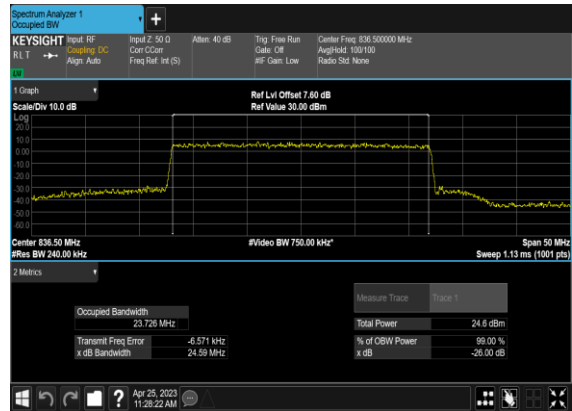 Spectrum Analyzer 1
Occupied BW
+
KEYSIGHT Input: RF Input Z: 50 Ω Atten: 40 dB Trig: Free Run Center Freq: 836.500000 MHz
RLT Coupling: DC Corr CCorr Gate: Off Avg|Hold: 100/100
Align: Auto Freq Ref: Int (S) #IF Gain: Low Radio Std: None
1 Graph
Ref Lvl Offset 7.60 dB
Scale/Div 10.0 dB Ref Value 30.00 dBm
Log
20.0
10.0
0.00
-10.0
-20.0
-30.0
-40.0
-50.0
-60.0
Center 836.50 MHz #Video BW 750.00 kHz* Span 50 MHz
#Res BW 240.00 kHz Sweep 1.13 ms (1001 pts)
2 Metrics
Measure Trace Trace 1
Occupied Bandwidth
23.726 MHz Total Power 24.6 dBm
Transmit Freq Error -6.571 kHz % of OBW Power 99.00 %
x dB Bandwidth 24.59 MHz x dB -26.00 dB
? Apr 25, 2023
11:28:22 AM